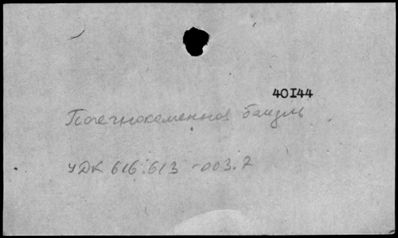 40144
Почечнокаменная болезнь
УДК 616.613-003.7